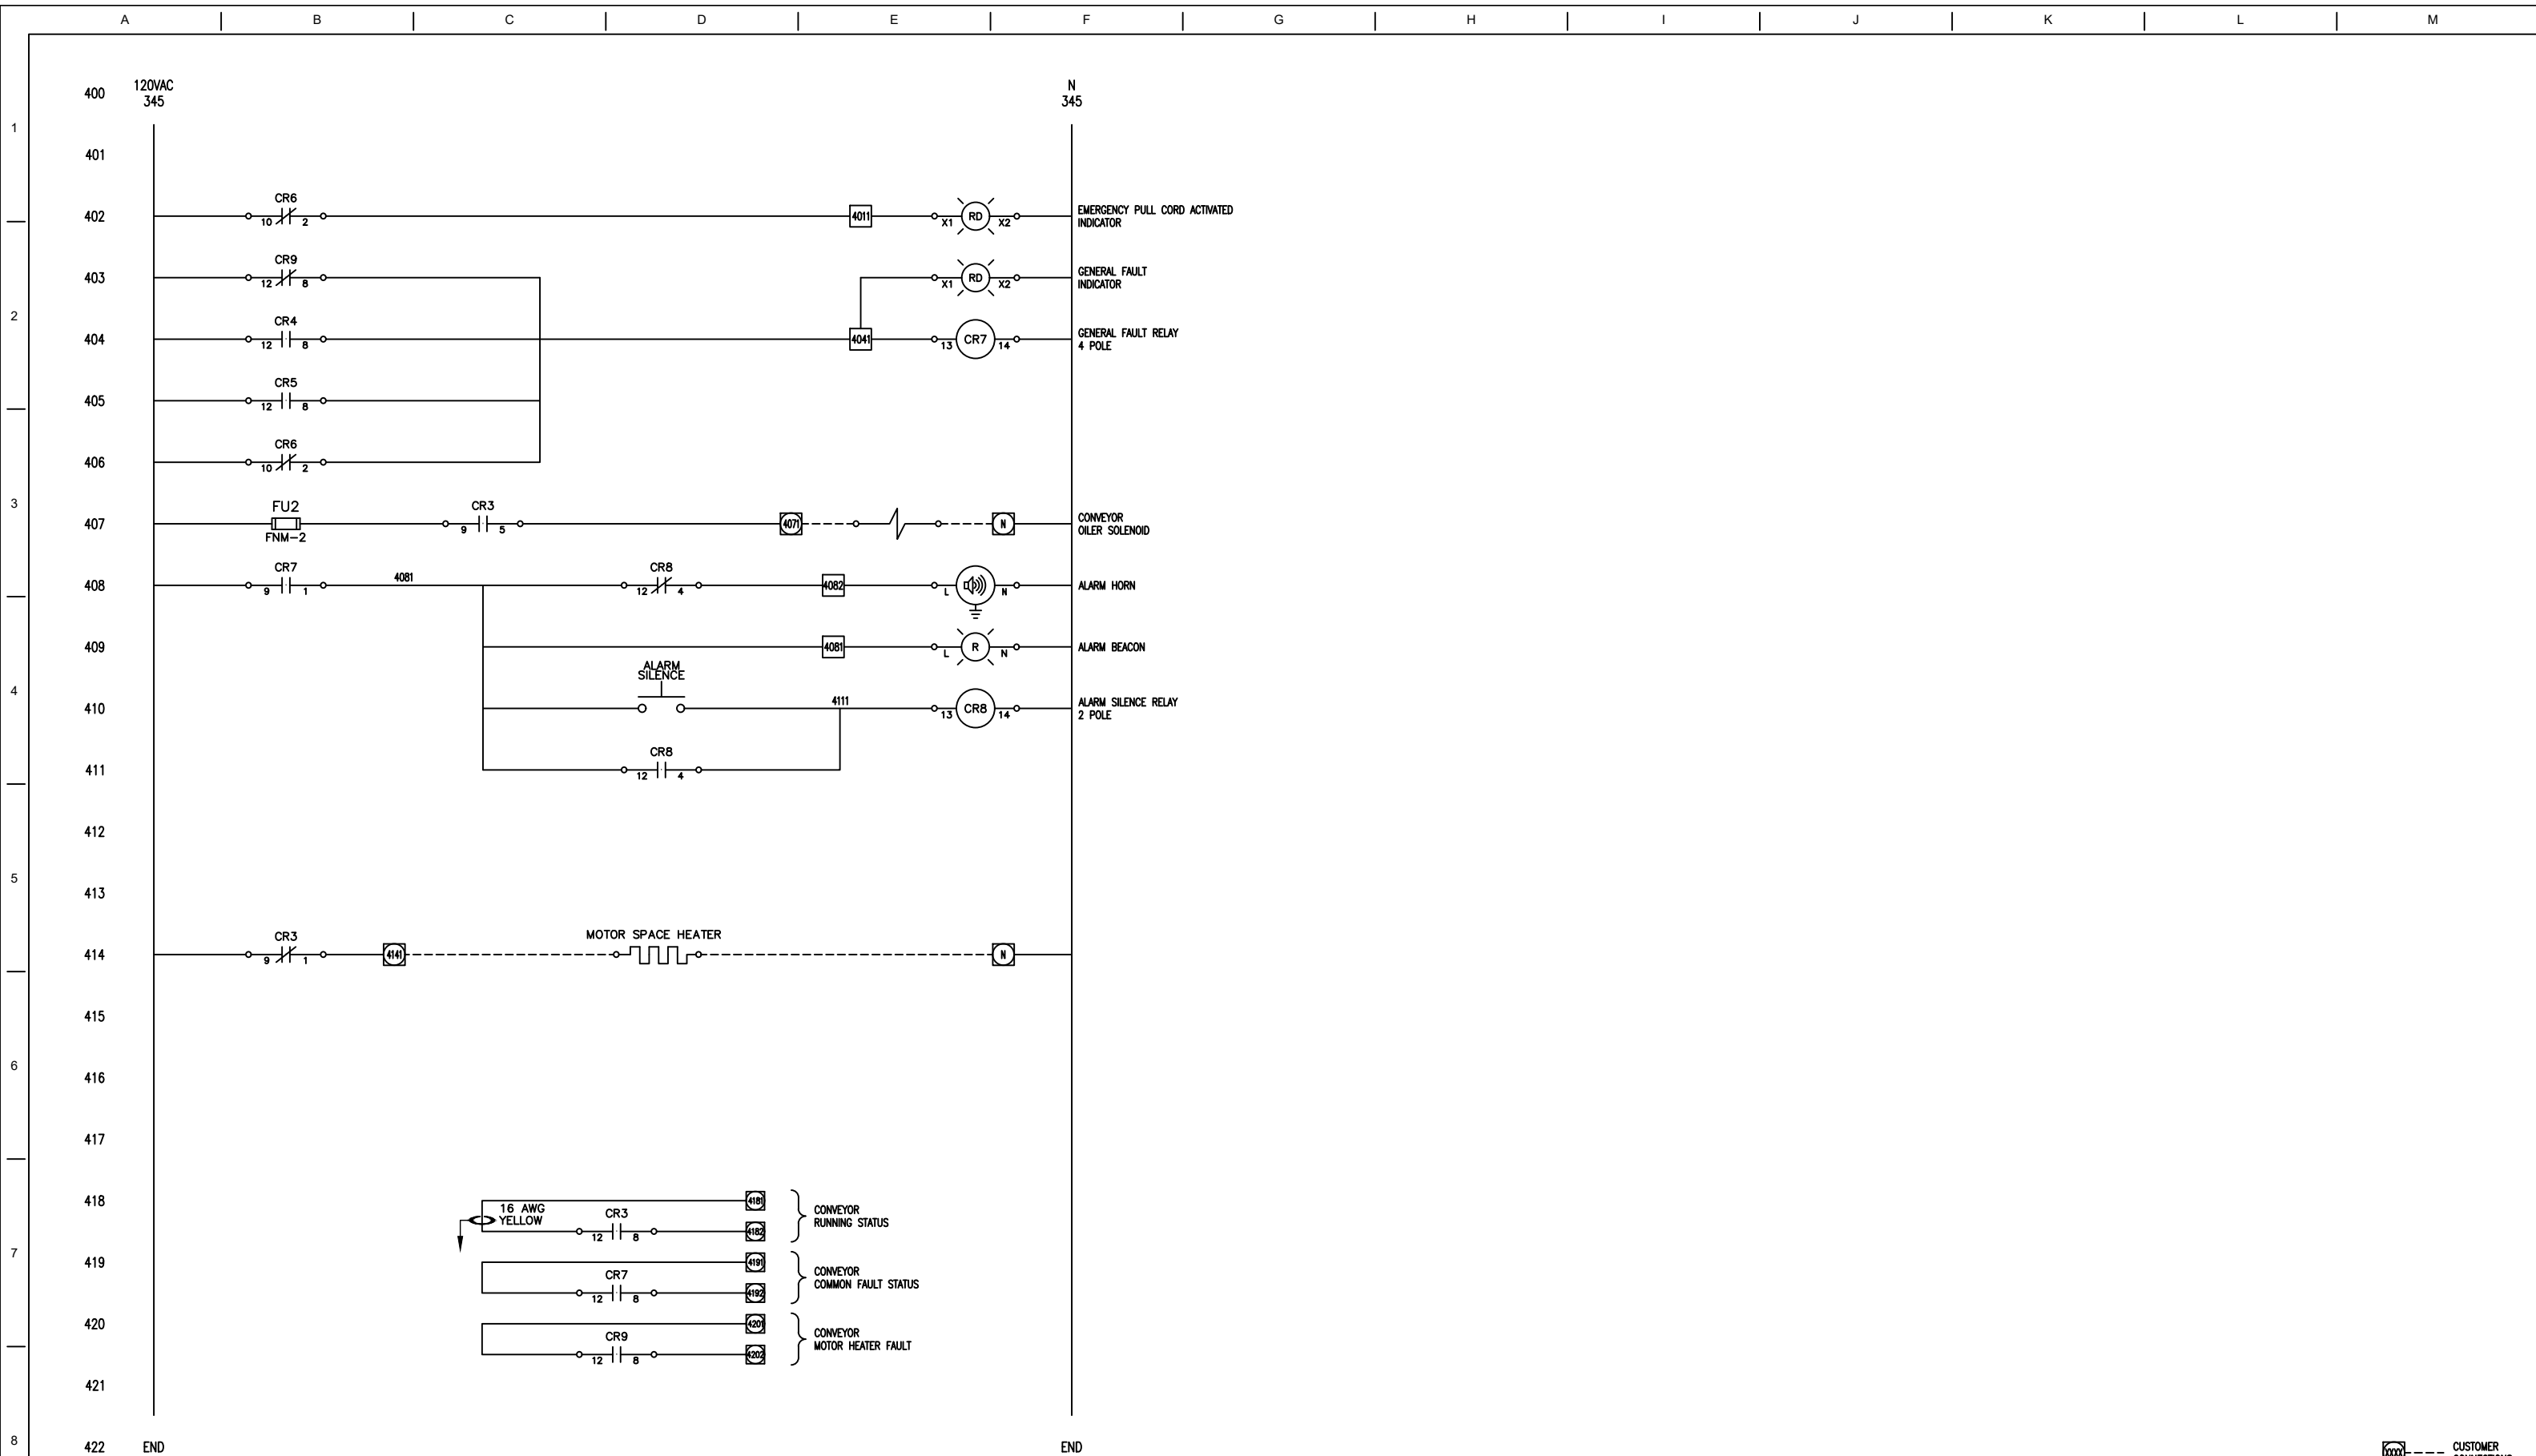 A B C D E F G H I J K L M
120VAC
345
N
345
400
1
401
CR6
402
10 2
4011
X1 RD X2
EMERGENCY PULL CORD ACTIVATED
INDICATOR
CR9
403
12 8
X1 RD X2
GENERAL FAULT
INDICATOR
2
CR4
404
12 8
4041
13 CR7 14
GENERAL FAULT RELAY
4 POLE
CR5
405
12 8
CR6
406
10 2
3
FU2
407
FNM-2
CR3
9 5
4071
N
CONVEYOR
OILER SOLENOID
CR7
408
9 1
4081
CR8
12 4
4082
L N
ALARM HORN
409
4081
L R N
ALARM BEACON
4
ALARM
SILENCE
410
4111
13 CR8 14
ALARM SILENCE RELAY
2 POLE
CR8
411
12 4
412
5
413
CR3
414
9 1
4141
MOTOR SPACE HEATER
N
415
6
416
417
418
4181
16 AWG
YELLOW
CR3
12 8
4182
CONVEYOR
RUNNING STATUS
7
419
4191
CR7
12 8
4192
CONVEYOR
COMMON FAULT STATUS
420
4201
CR9
12 8
4202
CONVEYOR
MOTOR HEATER FAULT
421
8
422 END END
XXXX CUSTOMER